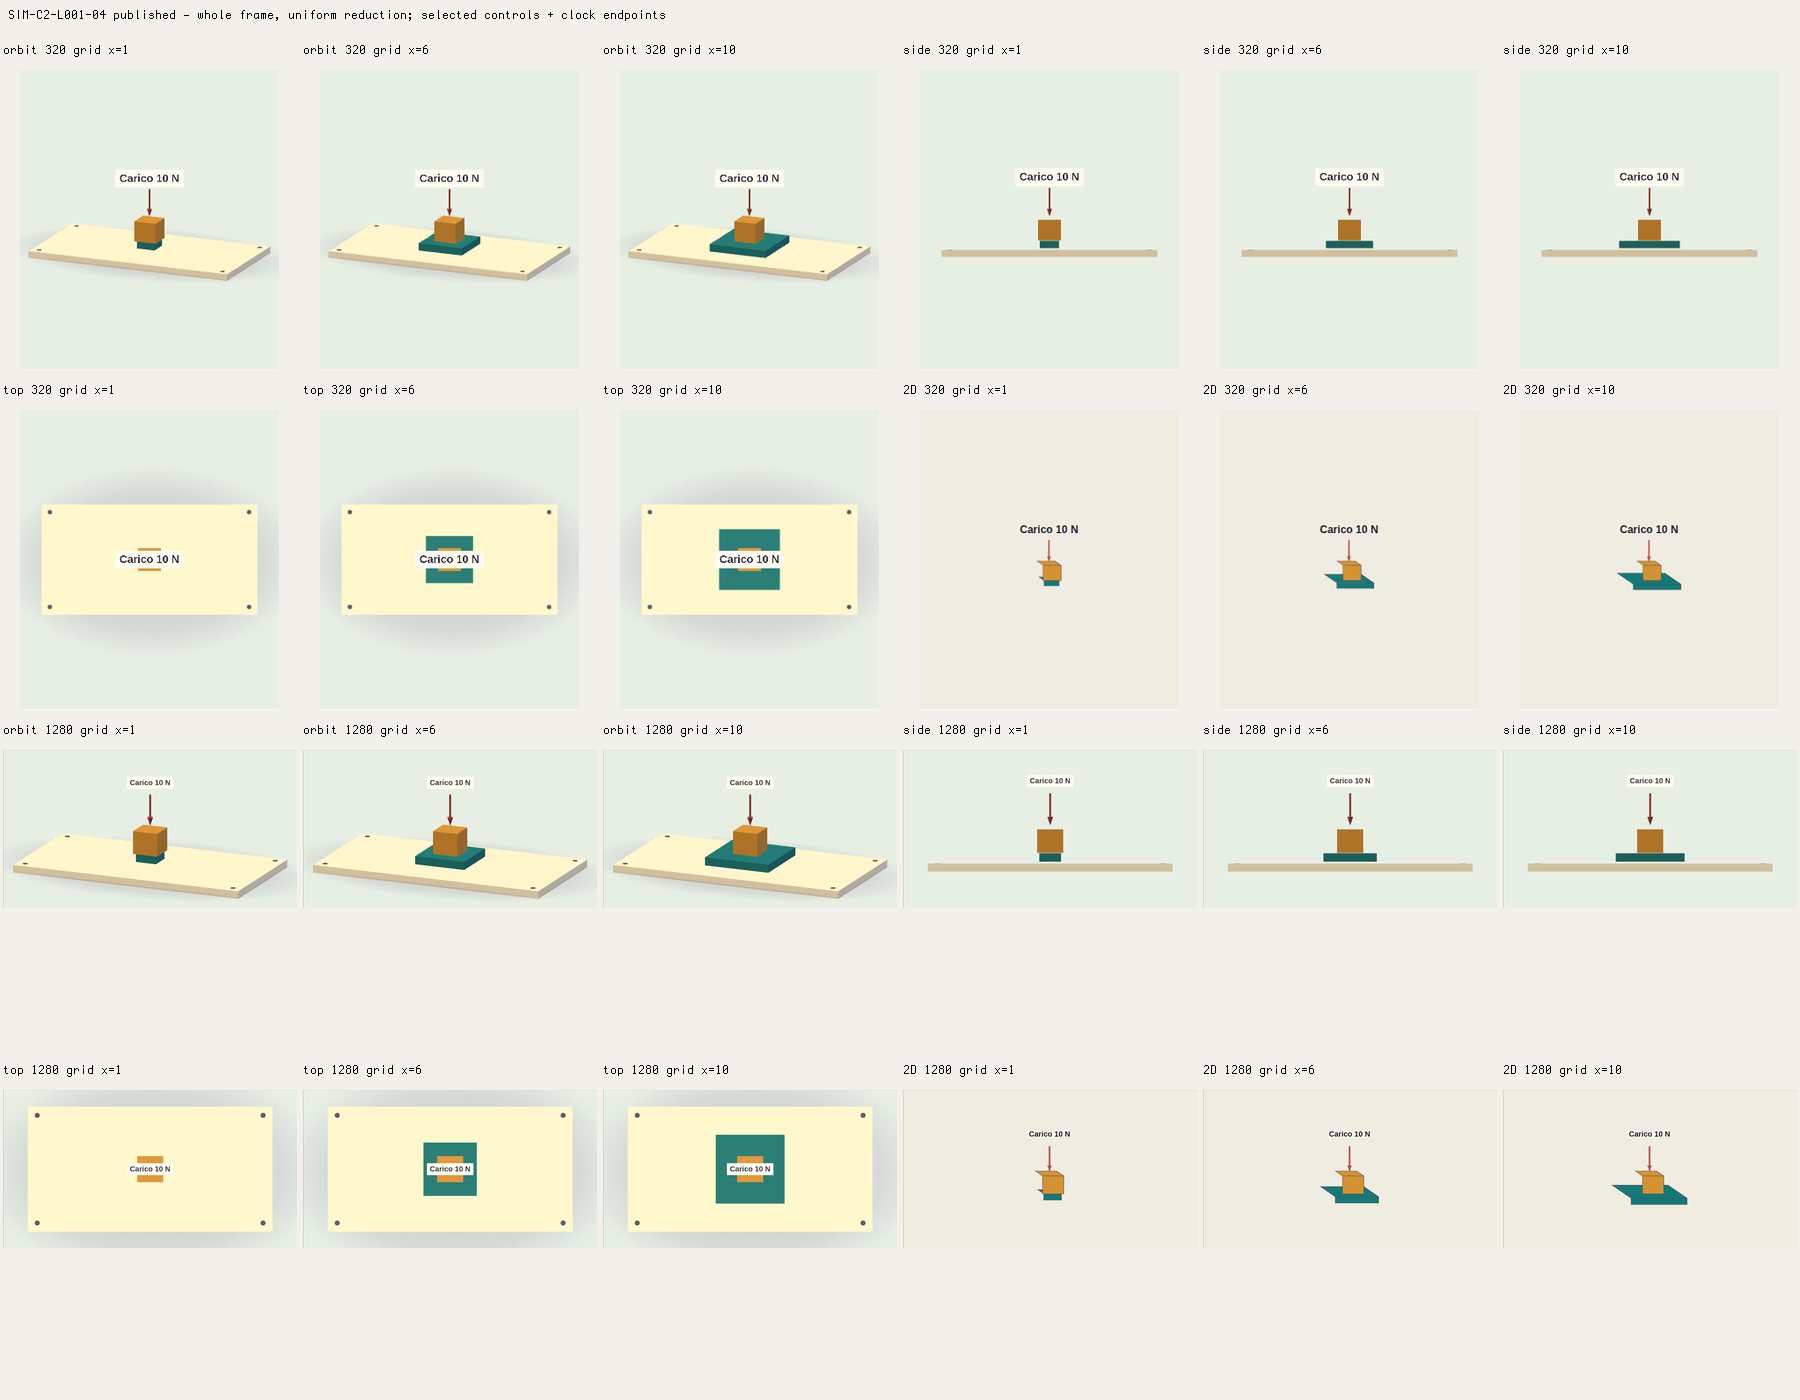 SIM-C2-L001-04 published — whole frame, uniform reduction; selected controls + clock endpoints
orbit 320 grid x=1
orbit 320 grid x=6
orbit 320 grid x=10
side 320 grid x=1
side 320 grid x=6
side 320 grid x=10
Carico 10 N
Carico 10 N
Carico 10 N
Carico 10 N
Carico 10 N
Carico 10 N
top 320 grid x=1
top 320 grid x=6
top 320 grid x=10
2D 320 grid x=1
2D 320 grid x=6
2D 320 grid x=10
Carico 10 N
Carico 10 N
Carico 10 N
Carico 10 N
Carico 10 N
Carico 10 N
orbit 1280 grid x=1
orbit 1280 grid x=6
orbit 1280 grid x=10
side 1280 grid x=1
side 1280 grid x=6
side 1280 grid x=10
Carico 10 N
Carico 10 N
Carico 10 N
Carico 10 N
Carico 10 N
Carico 10 N
top 1280 grid x=1
top 1280 grid x=6
top 1280 grid x=10
2D 1280 grid x=1
2D 1280 grid x=6
2D 1280 grid x=10
Carico 10 N
Carico 10 N
Carico 10 N
Carico 10 N
Carico 10 N
Carico 10 N